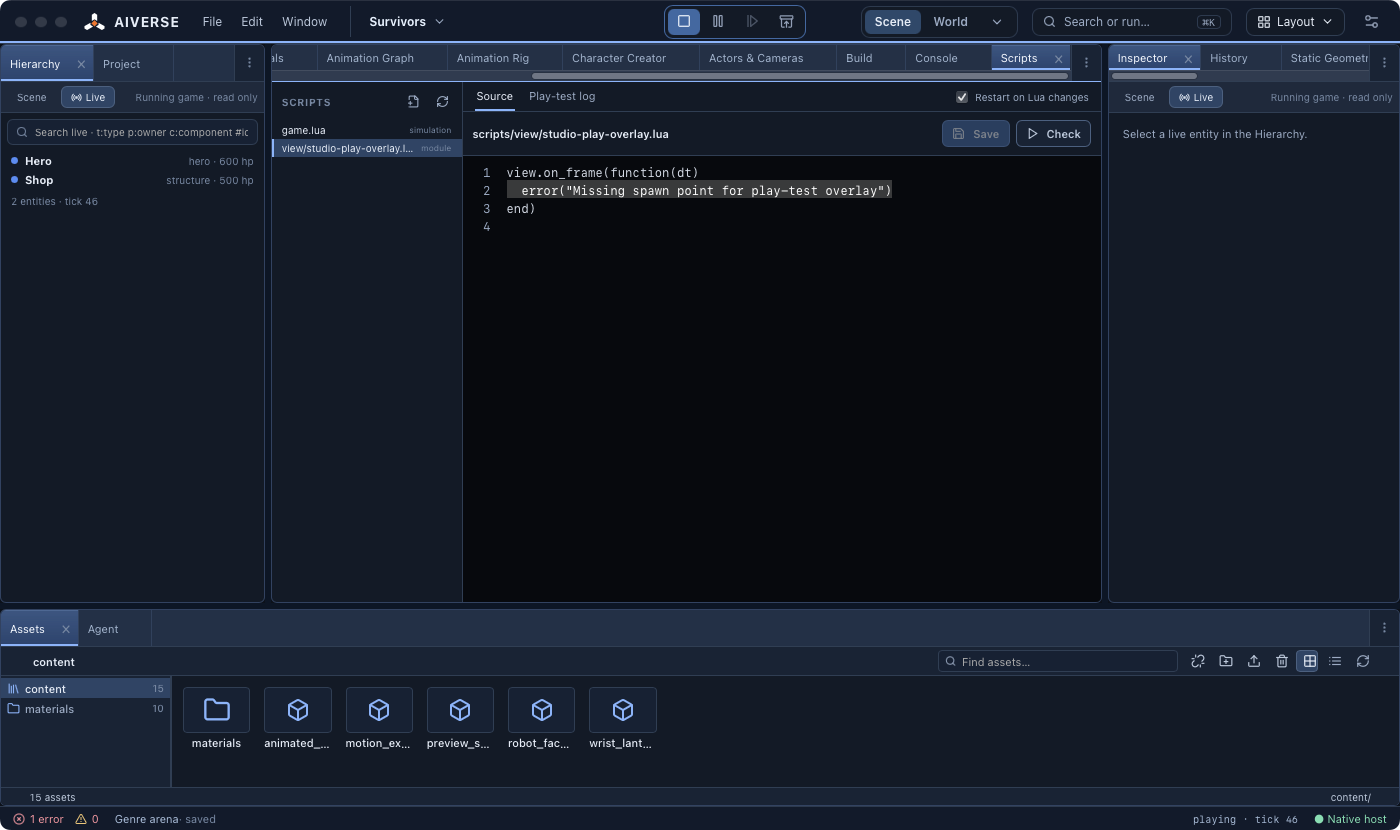 AIVERSE File Edit Window Survivors Scene World Search or run... ⌘K Layout
Hierarchy Project
als Animation Graph Animation Rig Character Creator Actors & Cameras Build Console Scripts
Inspector History Static Geometr
Scene Live Running game · read only
Search live · t:type p:owner c:component #ic
Hero hero · 600 hp
Shop structure · 500 hp
2 entities · tick 46
SCRIPTS
game.lua simulation
view/studio-play-overlay.l... module
Source Play-test log Restart on Lua changes
scripts/view/studio-play-overlay.lua Save Check
1 view.on_frame(function(dt)
2 error("Missing spawn point for play-test overlay")
3 end)
4
Scene Live Running game · read only
Select a live entity in the Hierarchy.
Assets Agent
content Find assets...
content 15
materials 10
materials animated_... motion_ex... preview_s... robot_fac... wrist_lant...
15 assets content/
1 error 0 Genre arena · saved playing · tick 46 Native host